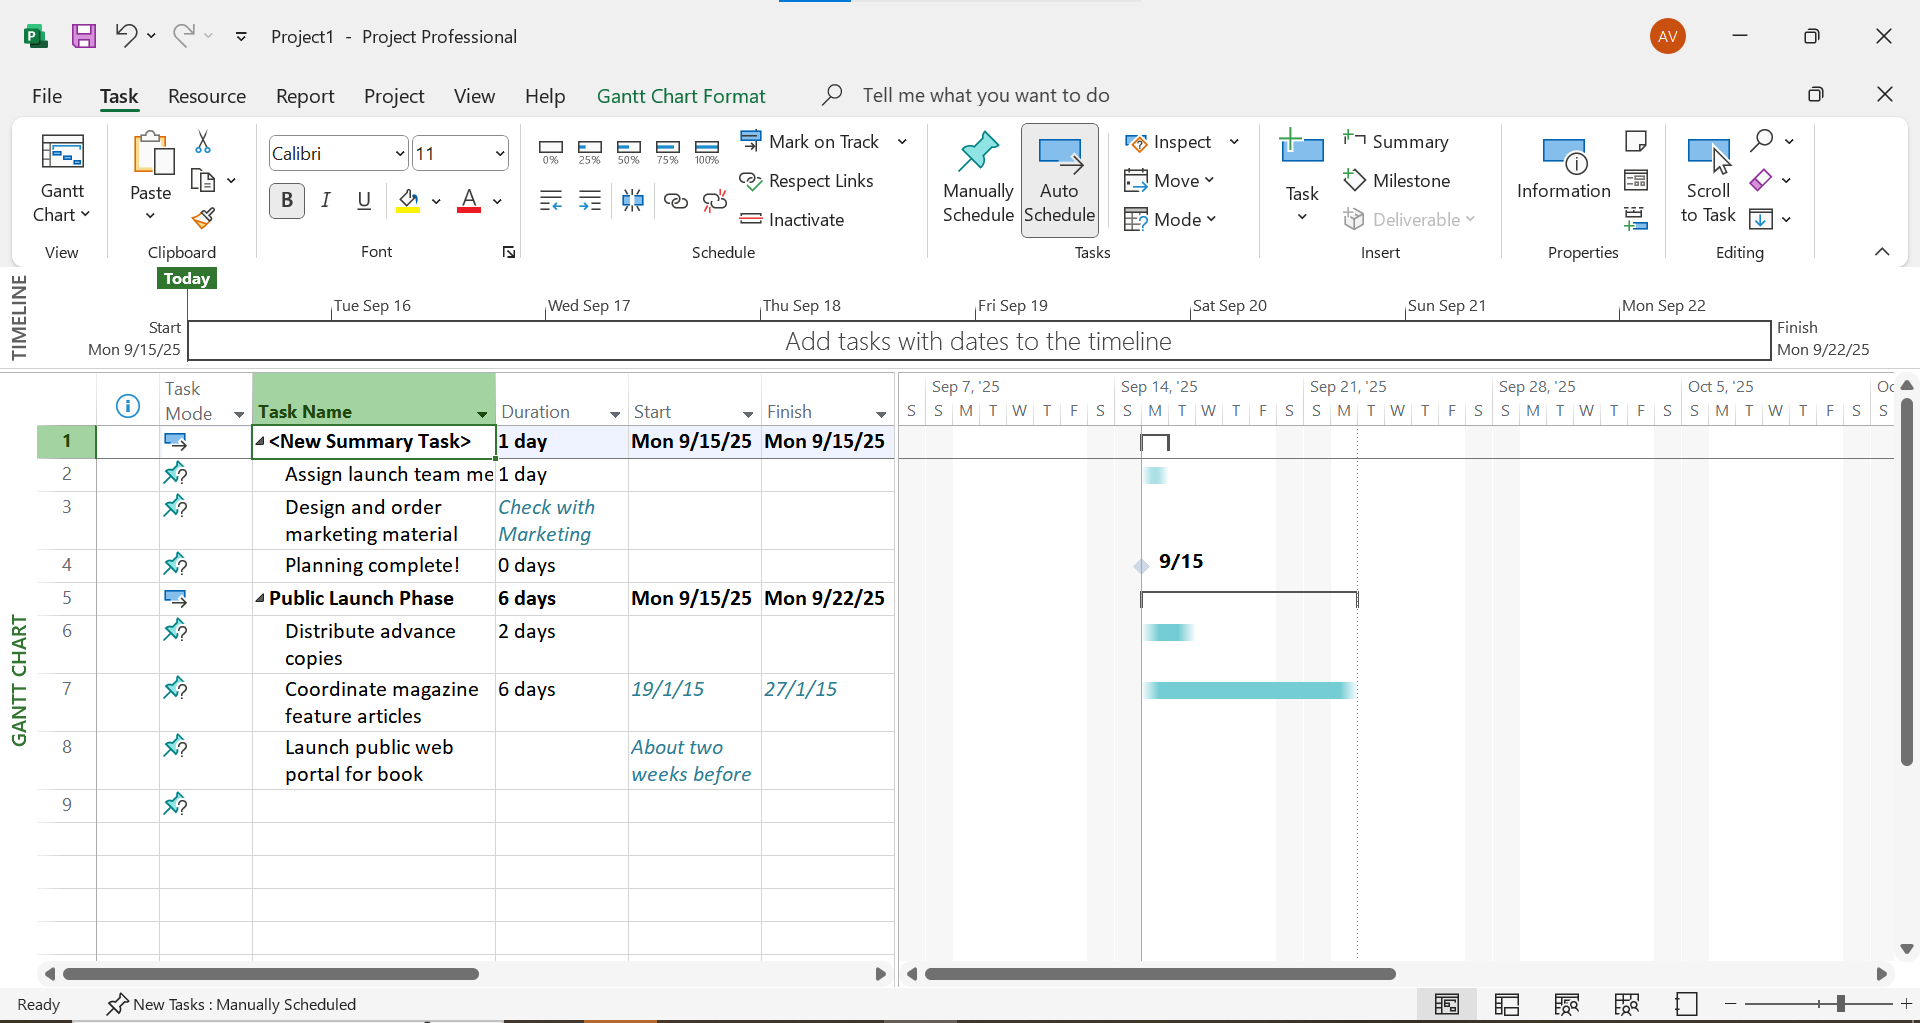 Project1 - Project Professional
AV
File Task Resource Report Project View Help Gantt Chart Format Tell me what you want to do
Gantt
Chart
View
Paste
Clipboard
Calibri 11
B I U A
Font
0% 25% 50% 75% 100%
Mark on Track
Respect Links
Inactivate
Schedule
Manually
Schedule
Auto
Schedule
Inspect
Move
Mode
Tasks
Task
Summary
Milestone
Deliverable
Insert
Information
Properties
Scroll
to Task
Editing
TIMELINE
Today
Tue Sep 16 Wed Sep 17 Thu Sep 18 Fri Sep 19 Sat Sep 20 Sun Sep 21 Mon Sep 22
Start
Mon 9/15/25
Add tasks with dates to the timeline
Finish
Mon 9/22/25
GANTT CHART
Task
Mode
Task Name Duration Start Finish
1 <New Summary Task> 1 day Mon 9/15/25 Mon 9/15/25
2 Assign launch team me 1 day
3 Design and order Check with
marketing material Marketing
4 Planning complete! 0 days
5 Public Launch Phase 6 days Mon 9/15/25 Mon 9/22/25
6 Distribute advance 2 days
copies
7 Coordinate magazine 6 days 19/1/15 27/1/15
feature articles
8 Launch public web About two
portal for book weeks before
9
Sep 7, '25 Sep 14, '25 Sep 21, '25 Sep 28, '25 Oct 5, '25 Oc
S S M T W T F S S M T W T F S S M T W T F S S M T W T F S S M T W T F S S
9/15
Ready New Tasks : Manually Scheduled